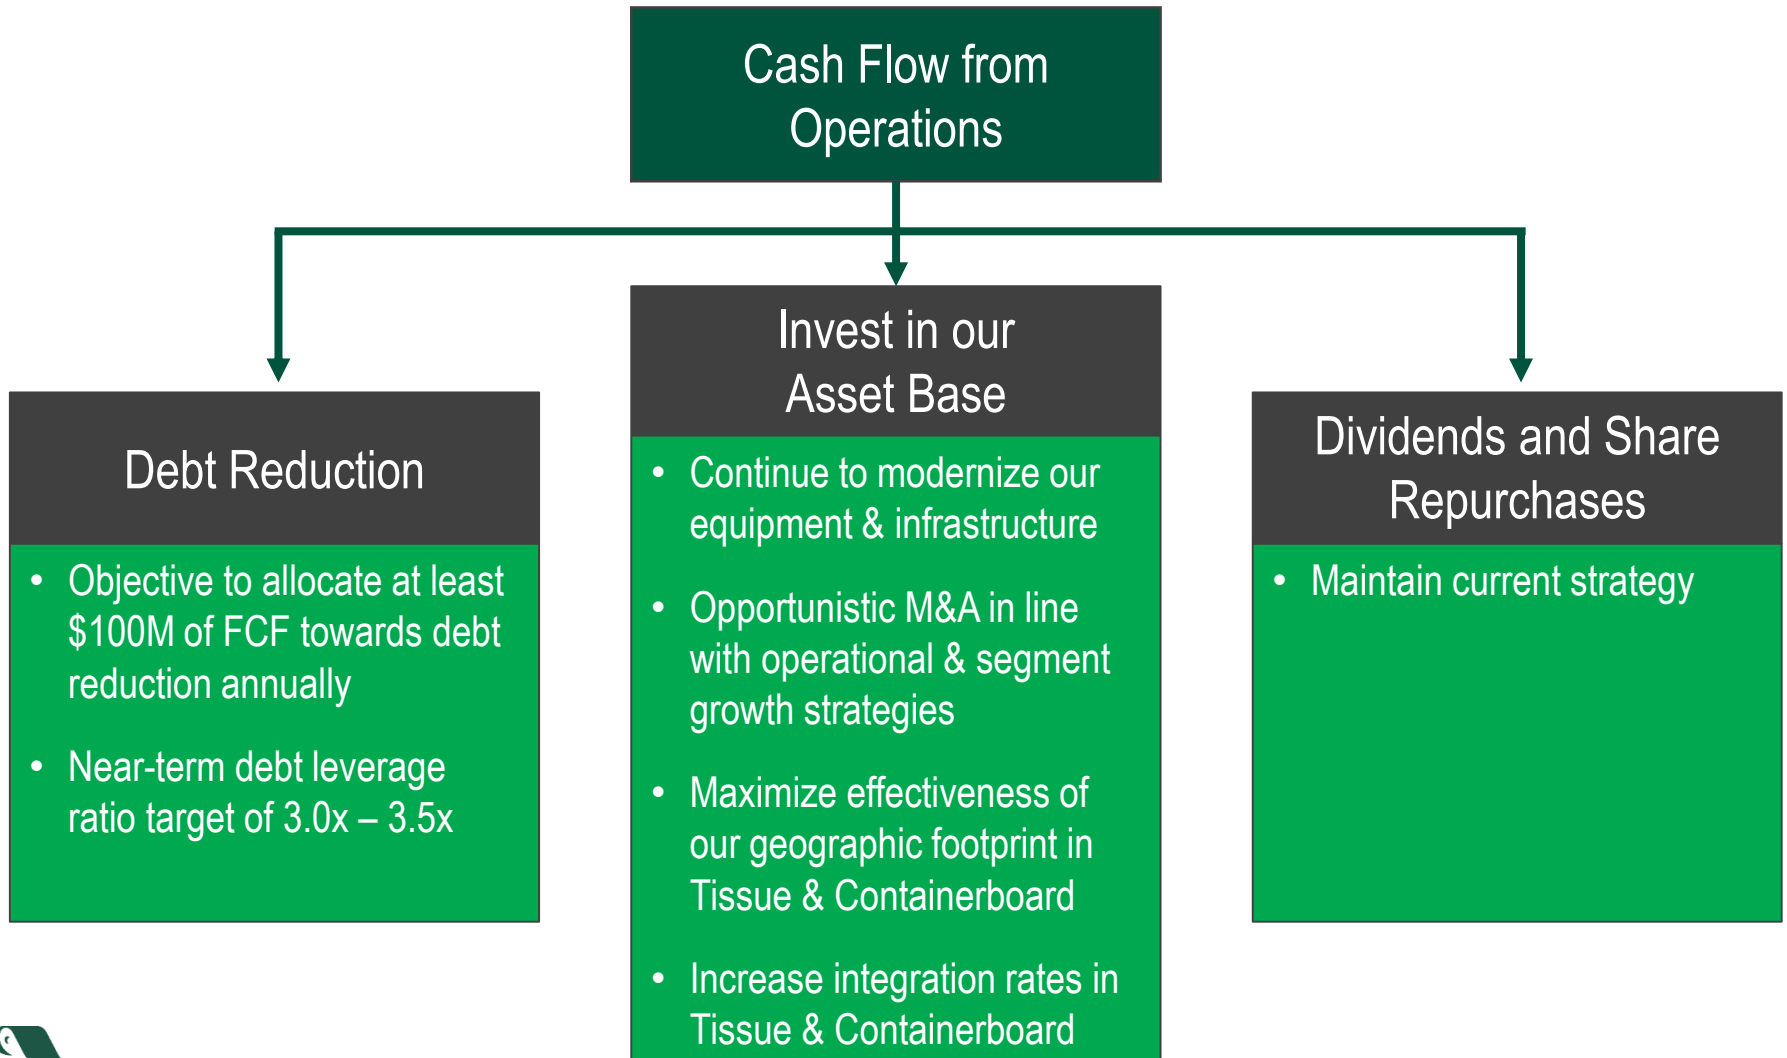 Cash Flow from
Operations
Debt Reduction
• Objective to allocate at least
$100M of FCF towards debt
reduction annually
• Near-term debt leverage
ratio target of 3.0x – 3.5x
Invest in our
Asset Base
• Continue to modernize our
equipment & infrastructure
• Opportunistic M&A in line
with operational & segment
growth strategies
• Maximize effectiveness of
our geographic footprint in
Tissue & Containerboard
• Increase integration rates in
Tissue & Containerboard
Dividends and Share
Repurchases
• Maintain current strategy